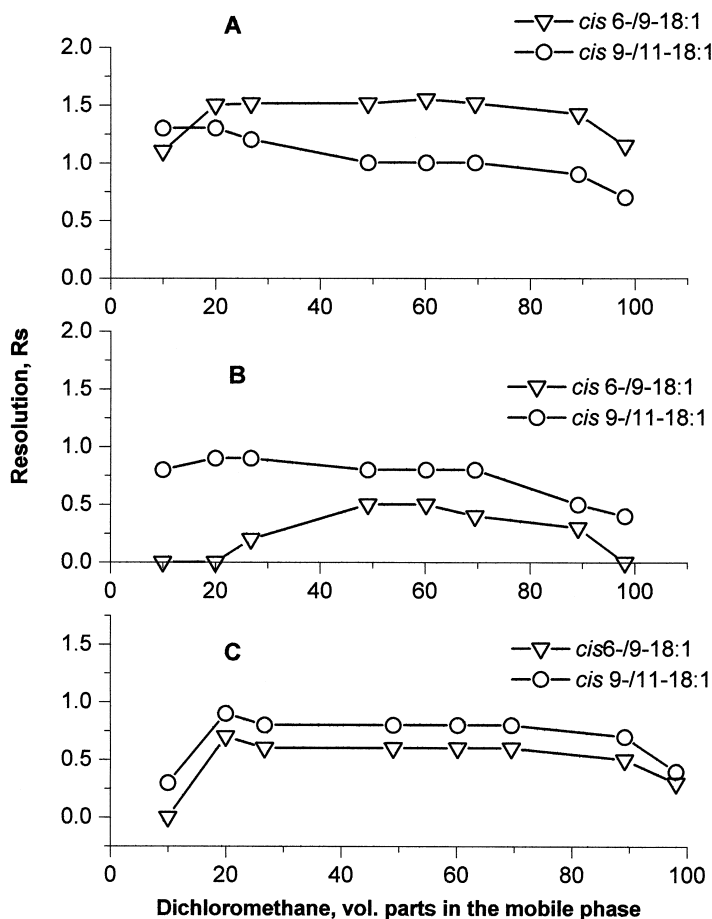 A
cis 6-/9-18:1
cis 9-/11-18:1
2.0
1.5
1.0
0.5
0.0
0 20 40 60 80 100
B
cis 6-/9-18:1
cis 9-/11-18:1
2.0
1.5
1.0
0.5
0.0
0 20 40 60 80 100
Resolution, Rs
C
cis6-/9-18:1
cis 9-/11-18:1
1.5
1.0
0.5
0.0
0 20 40 60 80 100
Dichloromethane, vol. parts in the mobile phase